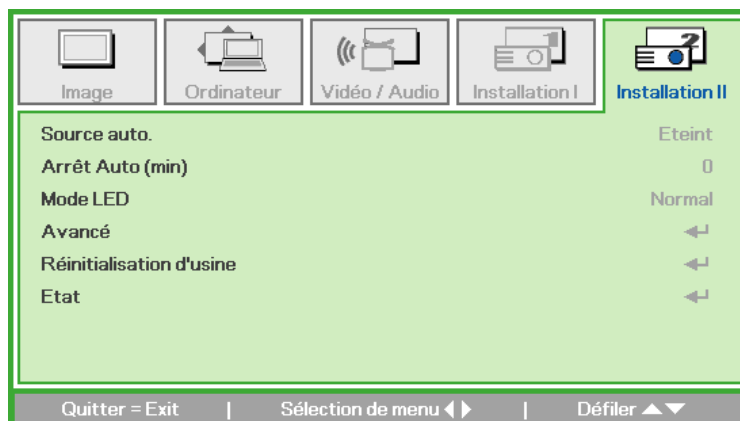 Image
Ordinateur
Vidéo / Audio
Installation I
Installation II
Source auto. Eteint
Arrêt Auto (min) 0
Mode LED Normal
Avancé
Réinitialisation d'usine
Etat
Quitter = Exit | Sélection de menu | Défiler